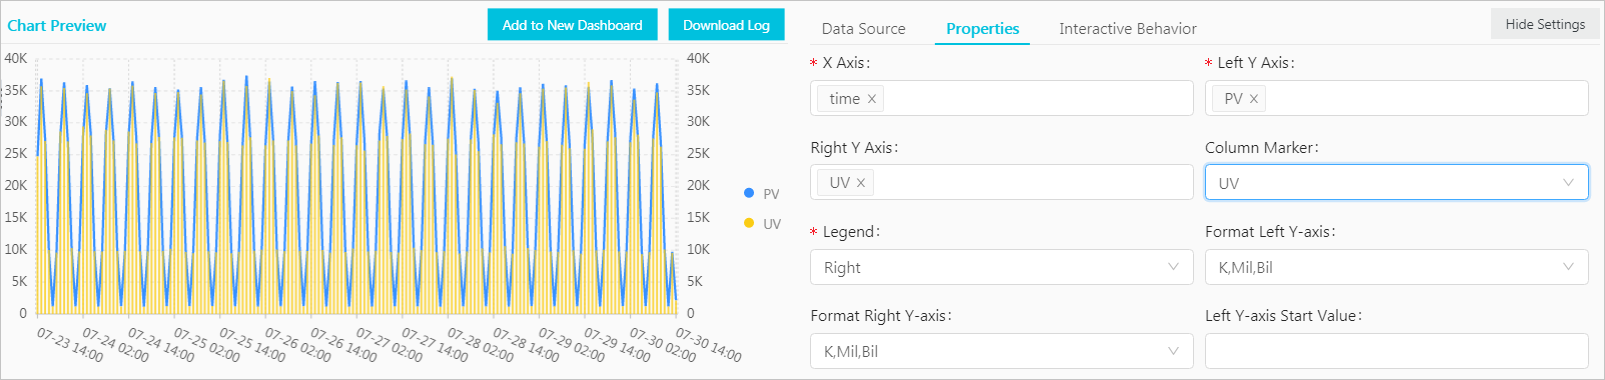 Chart Preview
Add to New Dashboard
Download Log
40K
35K
30K
25K
20K
15K
10K
5K
0
40K
35K
30K
25K
20K
15K
10K
5K
0
07-23 14:00
07-24 02:00
07-24 14:00
07-25 02:00
07-25 14:00
07-26 02:00
07-26 14:00
07-27 02:00
07-27 14:00
07-28 02:00
07-28 14:00
07-29 02:00
07-29 14:00
07-30 02:00
07-30 14:00
PV
UV
Data Source
Properties
Interactive Behavior
Hide Settings
* X Axis:
time ×
* Left Y Axis:
PV ×
Right Y Axis:
UV ×
Column Marker:
UV
* Legend:
Right
Format Left Y-axis:
K,Mil,Bil
Format Right Y-axis:
K,Mil,Bil
Left Y-axis Start Value: